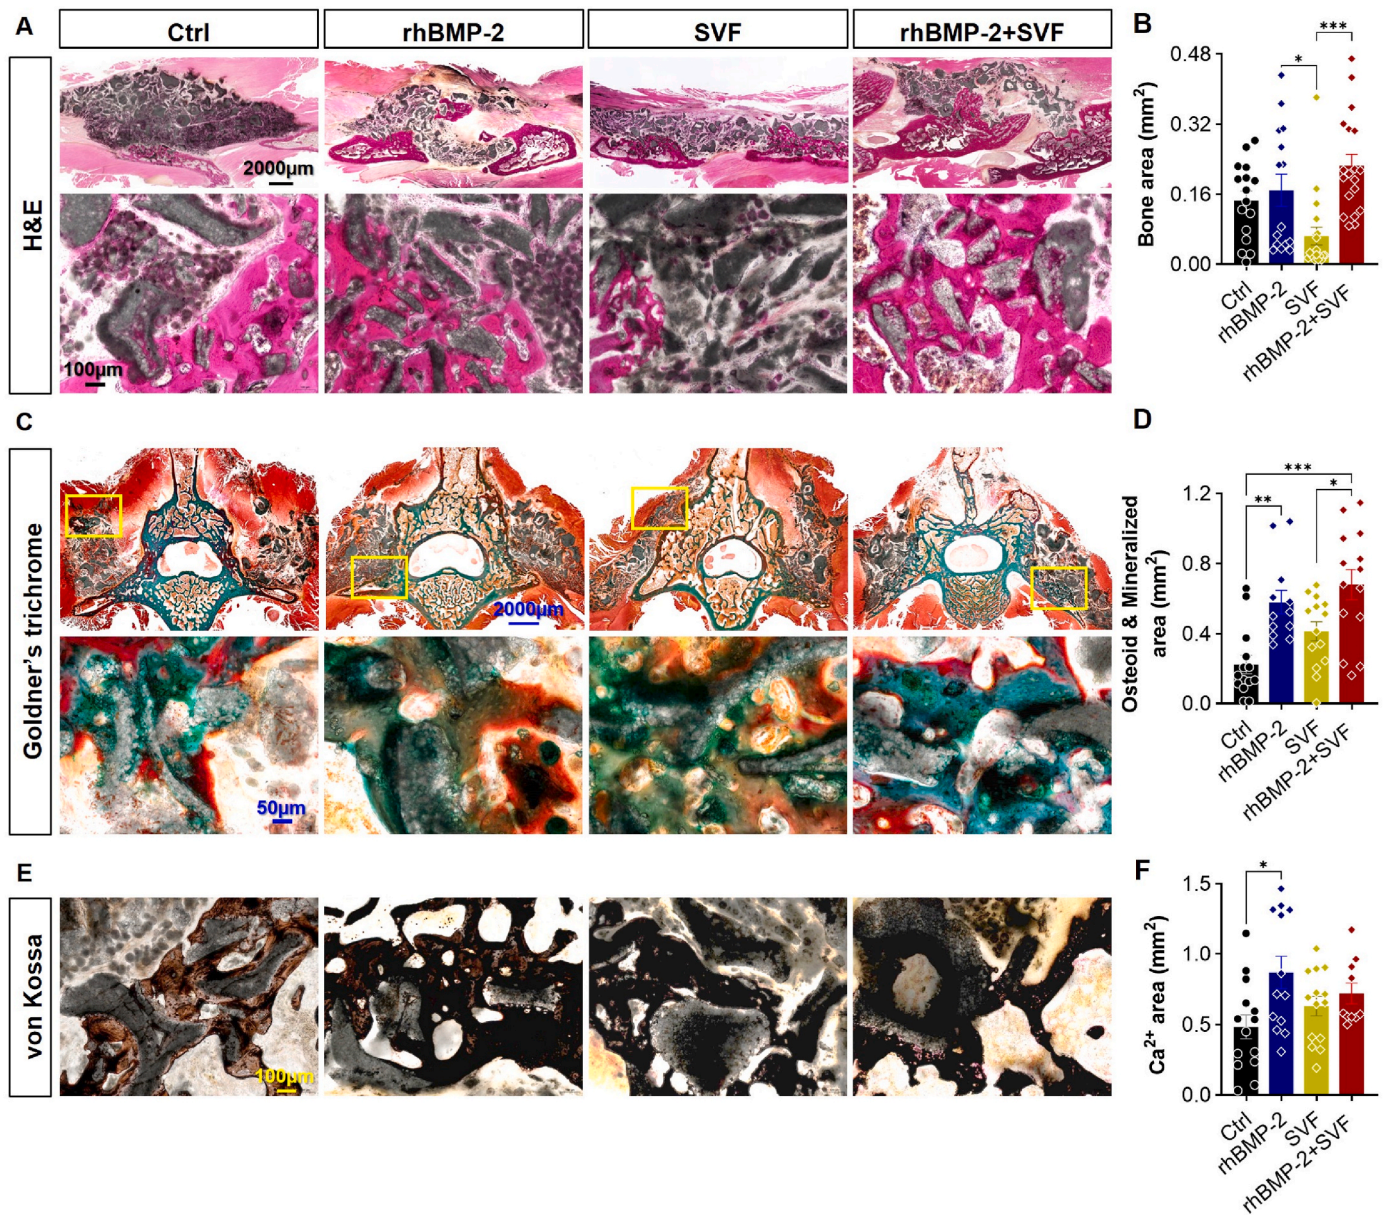 A
Ctrl
rhBMP-2
SVF
rhBMP-2+SVF
H&E
2000µm
100µm
B
Bone area (mm²)
0.48
0.32
0.16
0.00
*
***
Ctrl
rhBMP-2
SVF
rhBMP-2+SVF
C
Goldner's trichrome
2000µm
50µm
D
Osteoid & Mineralized
area (mm²)
1.2
0.8
0.4
0.0
**
***
*
Ctrl
rhBMP-2
SVF
rhBMP-2+SVF
E
von Kossa
100µm
F
Ca²⁺ area (mm²)
1.5
1.0
0.5
0.0
*
Ctrl
rhBMP-2
SVF
rhBMP-2+SVF